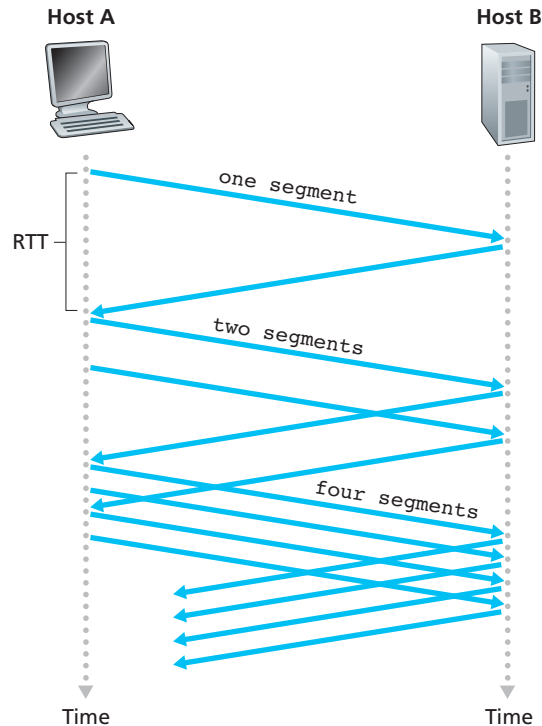 Host A
Host B
one segment
RTT
two segments
four segments
Time
Time